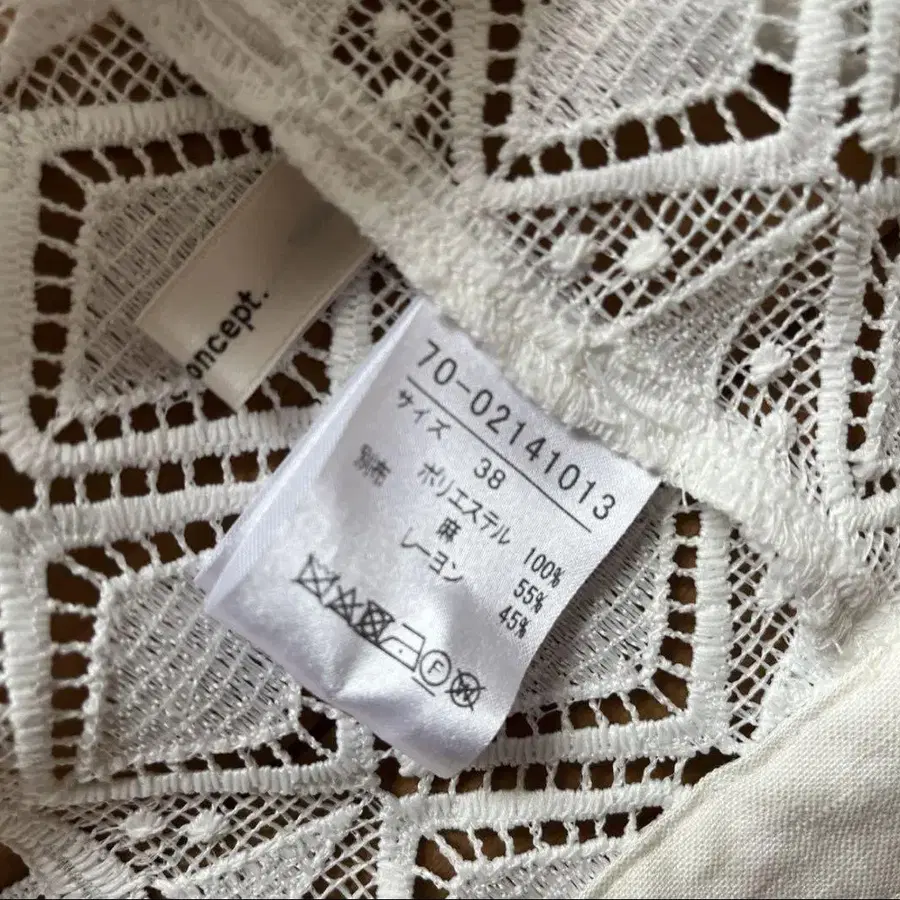 oncept.
70-02141013
サイズ 38
ポリエステル 100%
別布 麻 55%
レーヨン 45%
F
W